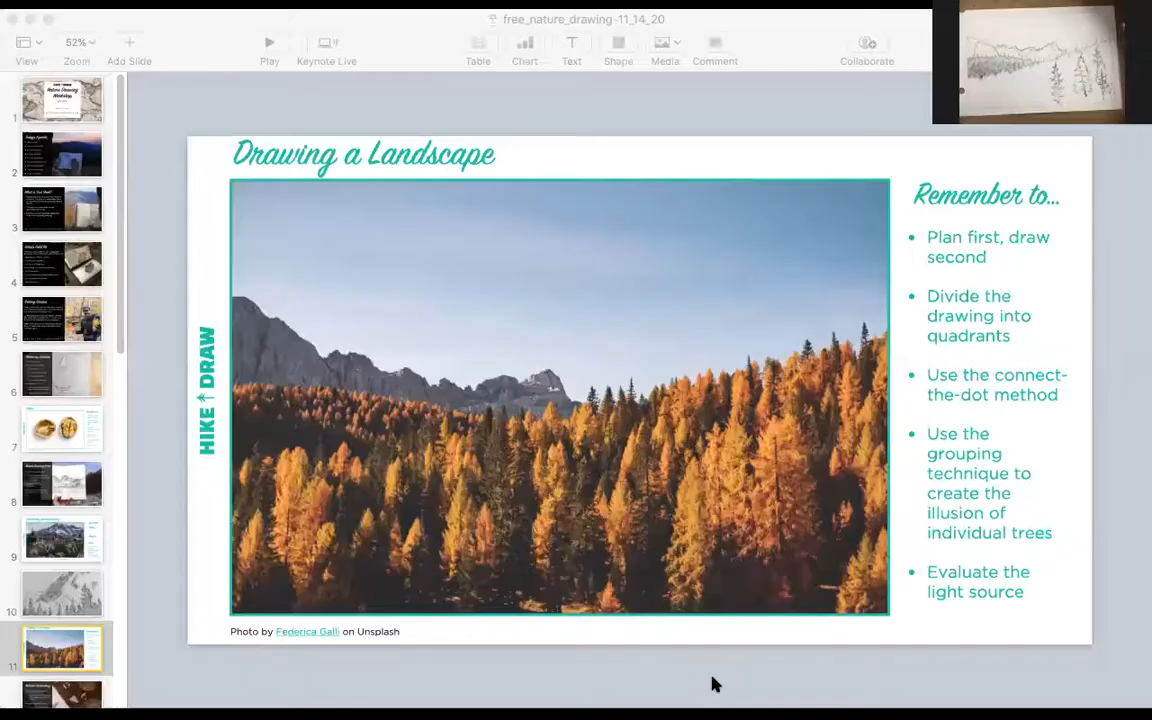 free_nature_drawing-11_14_20
52%
View
Zoom
Add Slide
Play
Keynote Live
Table
Chart
Text
Shape
Media
Comment
Collaborate
1
2
3
4
5
6
7
8
9
10
11
Drawing a Landscape
HIKE DRAW
Remember to...
• Plan first, draw
second
• Divide the
drawing into
quadrants
• Use the connect-
the-dot method
• Use the
grouping
technique to
create the
illusion of
individual trees
• Evaluate the
light source
Photo by Federica Galli on Unsplash